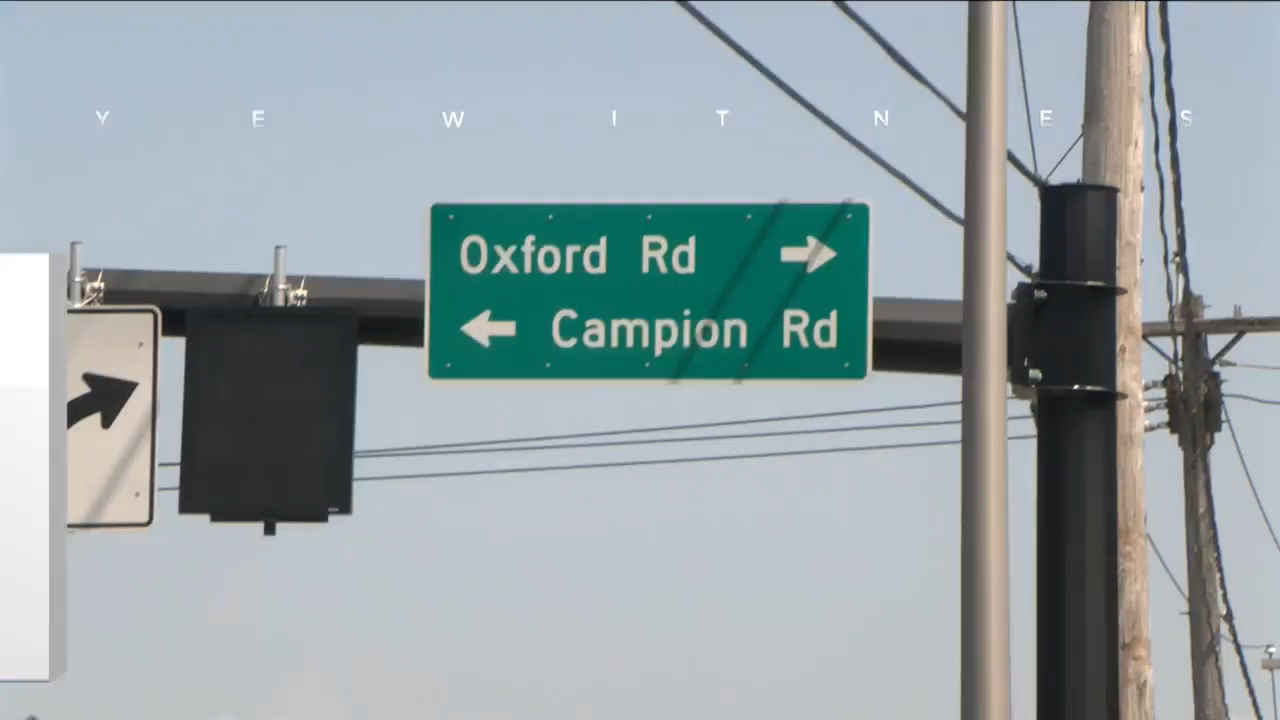 Y E W I T N E S
Oxford Rd →
← Campion Rd